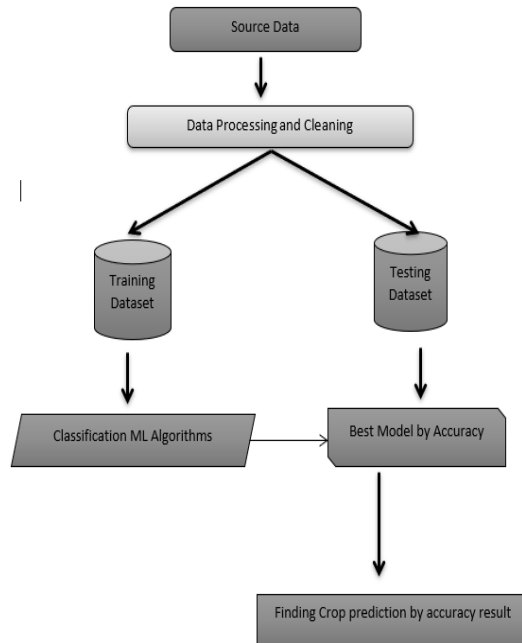 Source Data
Data Processing and Cleaning
Training
Dataset
Testing
Dataset
Classification ML Algorithms
Best Model by Accuracy
Finding Crop prediction by accuracy result